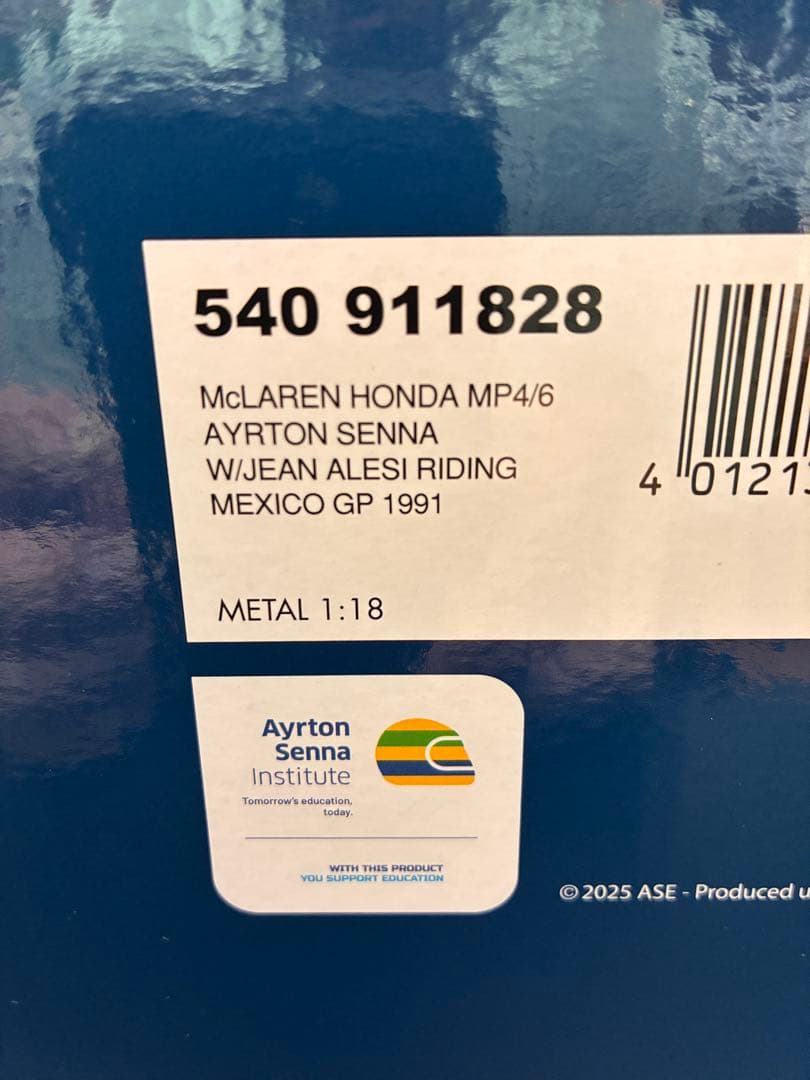 540 911828
McLAREN HONDA MP4/6
AYRTON SENNA
W/JEAN ALESI RIDING
MEXICO GP 1991
4 01213
METAL 1:18
Ayrton
Senna
Institute
Tomorrow's education,
today.
WITH THIS PRODUCT
YOU SUPPORT EDUCATION
© 2025 ASE - Produced u